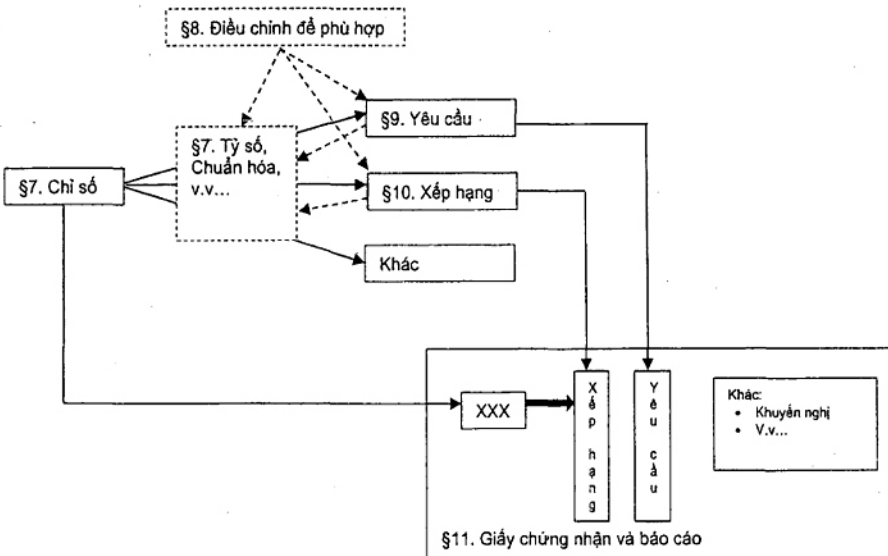 §8. Điều chỉnh để phù hợp
§9. Yêu cầu
§7. Tỷ số,
Chuẩn hóa,
v.v...
§7. Chỉ số
§10. Xếp hạng
Khác
XXX
Xếp hạng
Yêu cầu
Khác:
• Khuyến nghị
• V.v...
§11. Giấy chứng nhận và báo cáo